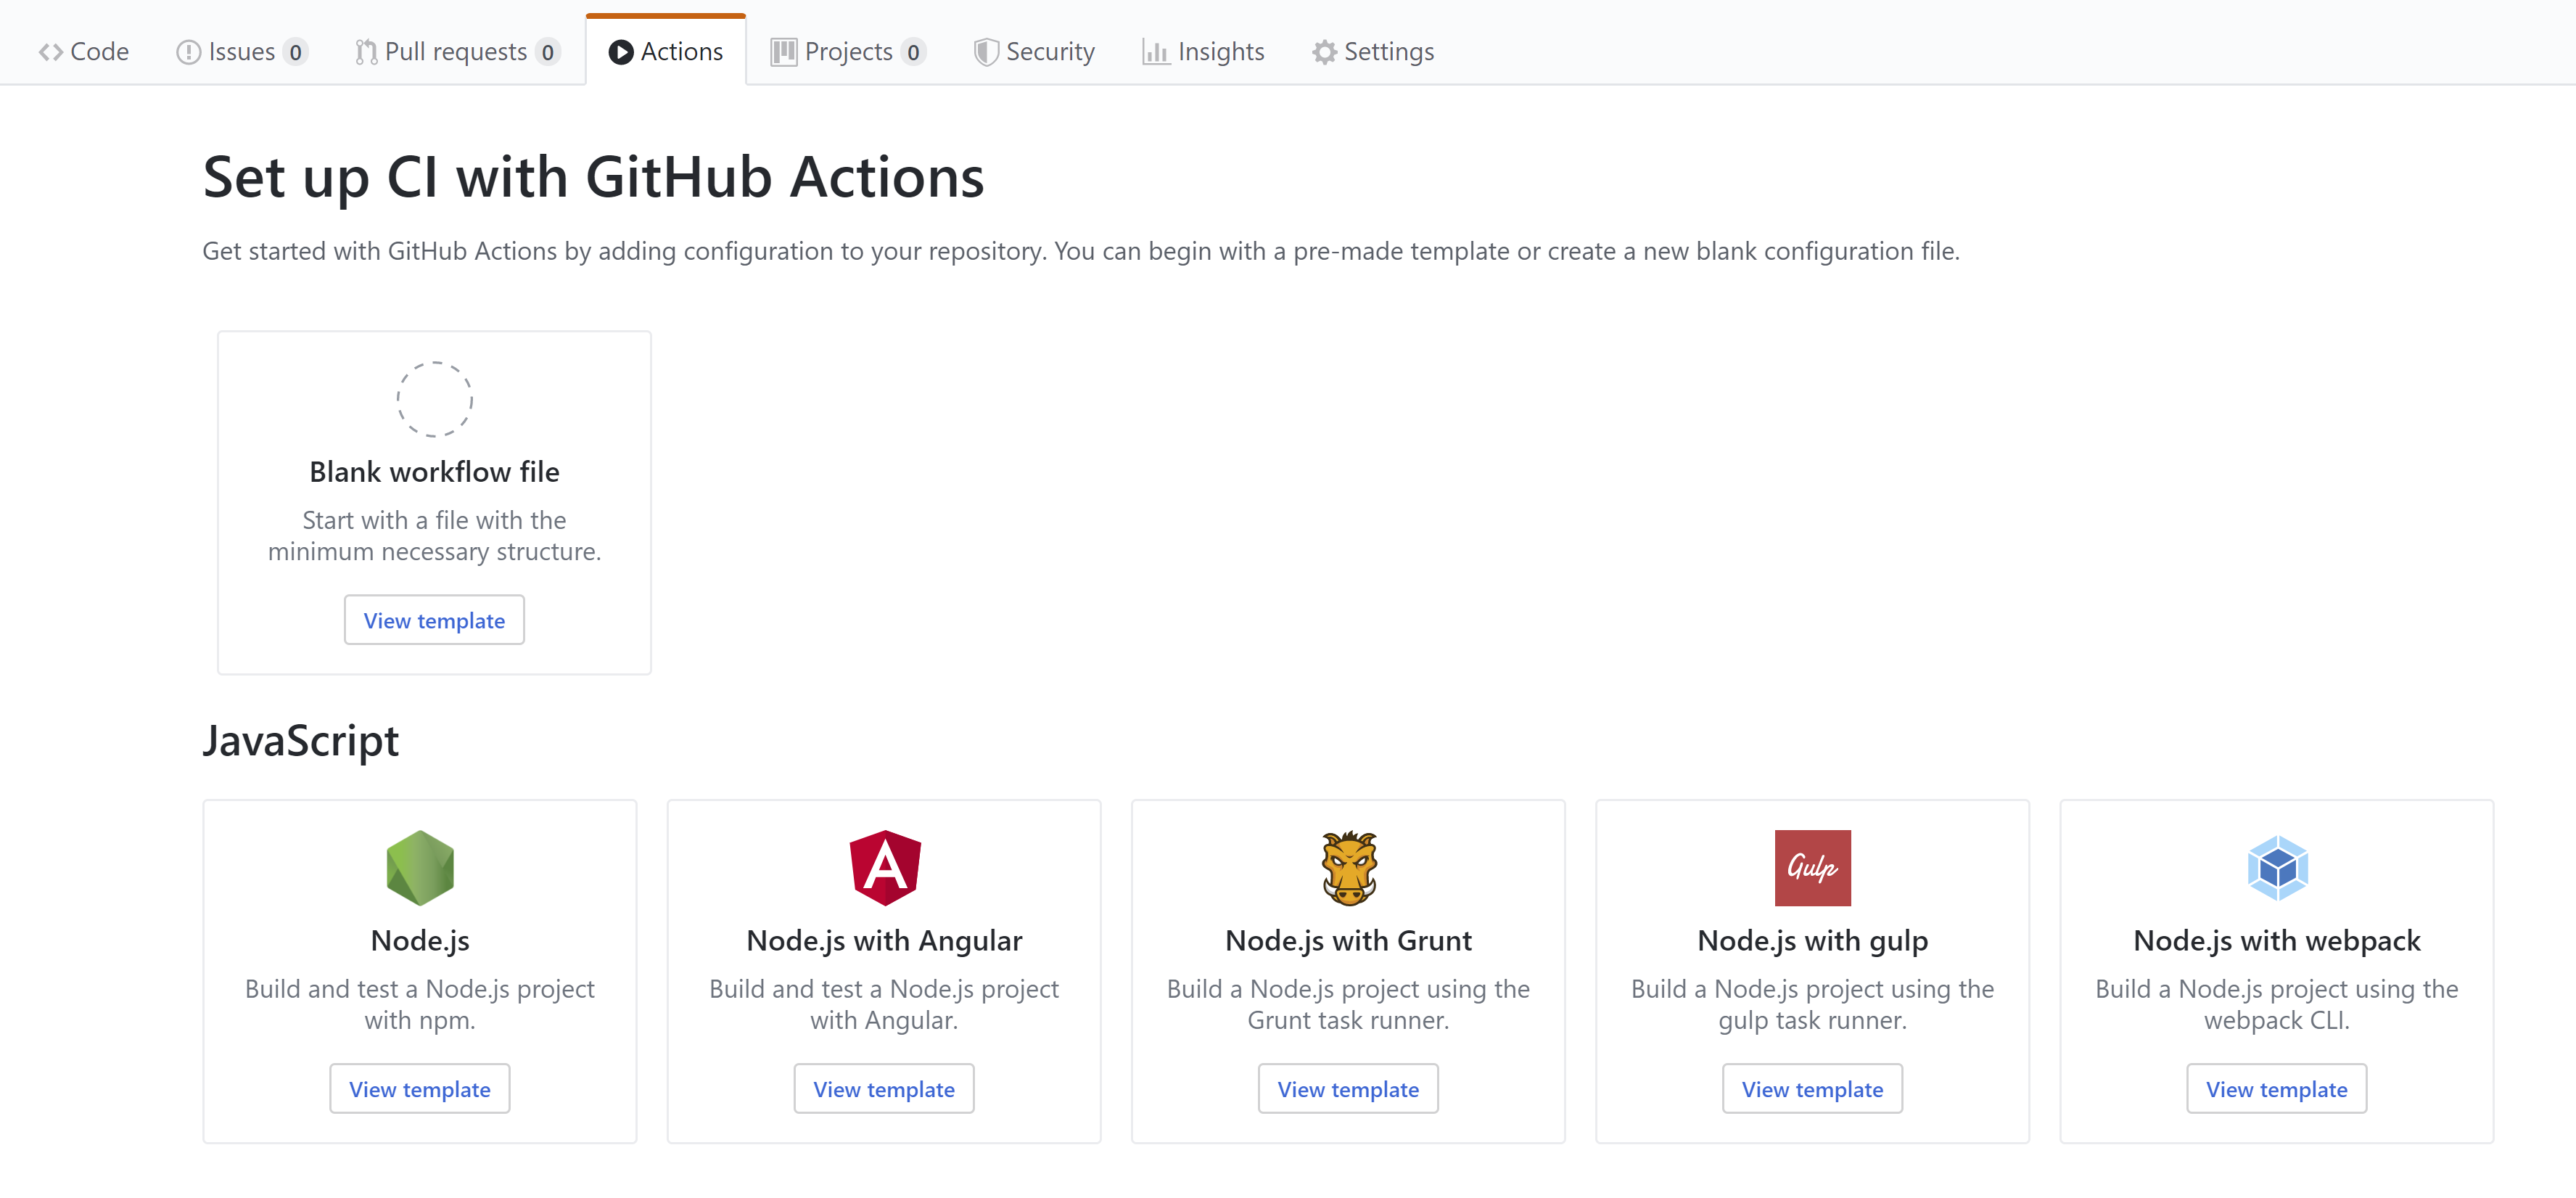 Code Issues 0 Pull requests 0 Actions Projects 0 Security Insights Settings
Set up CI with GitHub Actions
Get started with GitHub Actions by adding configuration to your repository. You can begin with a pre-made template or create a new blank configuration file.
Blank workflow file
Start with a file with the
minimum necessary structure.
View template
JavaScript
Node.js
Build and test a Node.js project
with npm.
View template
A
Node.js with Angular
Build and test a Node.js project
with Angular.
View template
Node.js with Grunt
Build a Node.js project using the
Grunt task runner.
View template
Gulp
Node.js with gulp
Build a Node.js project using the
gulp task runner.
View template
Node.js with webpack
Build a Node.js project using the
webpack CLI.
View template